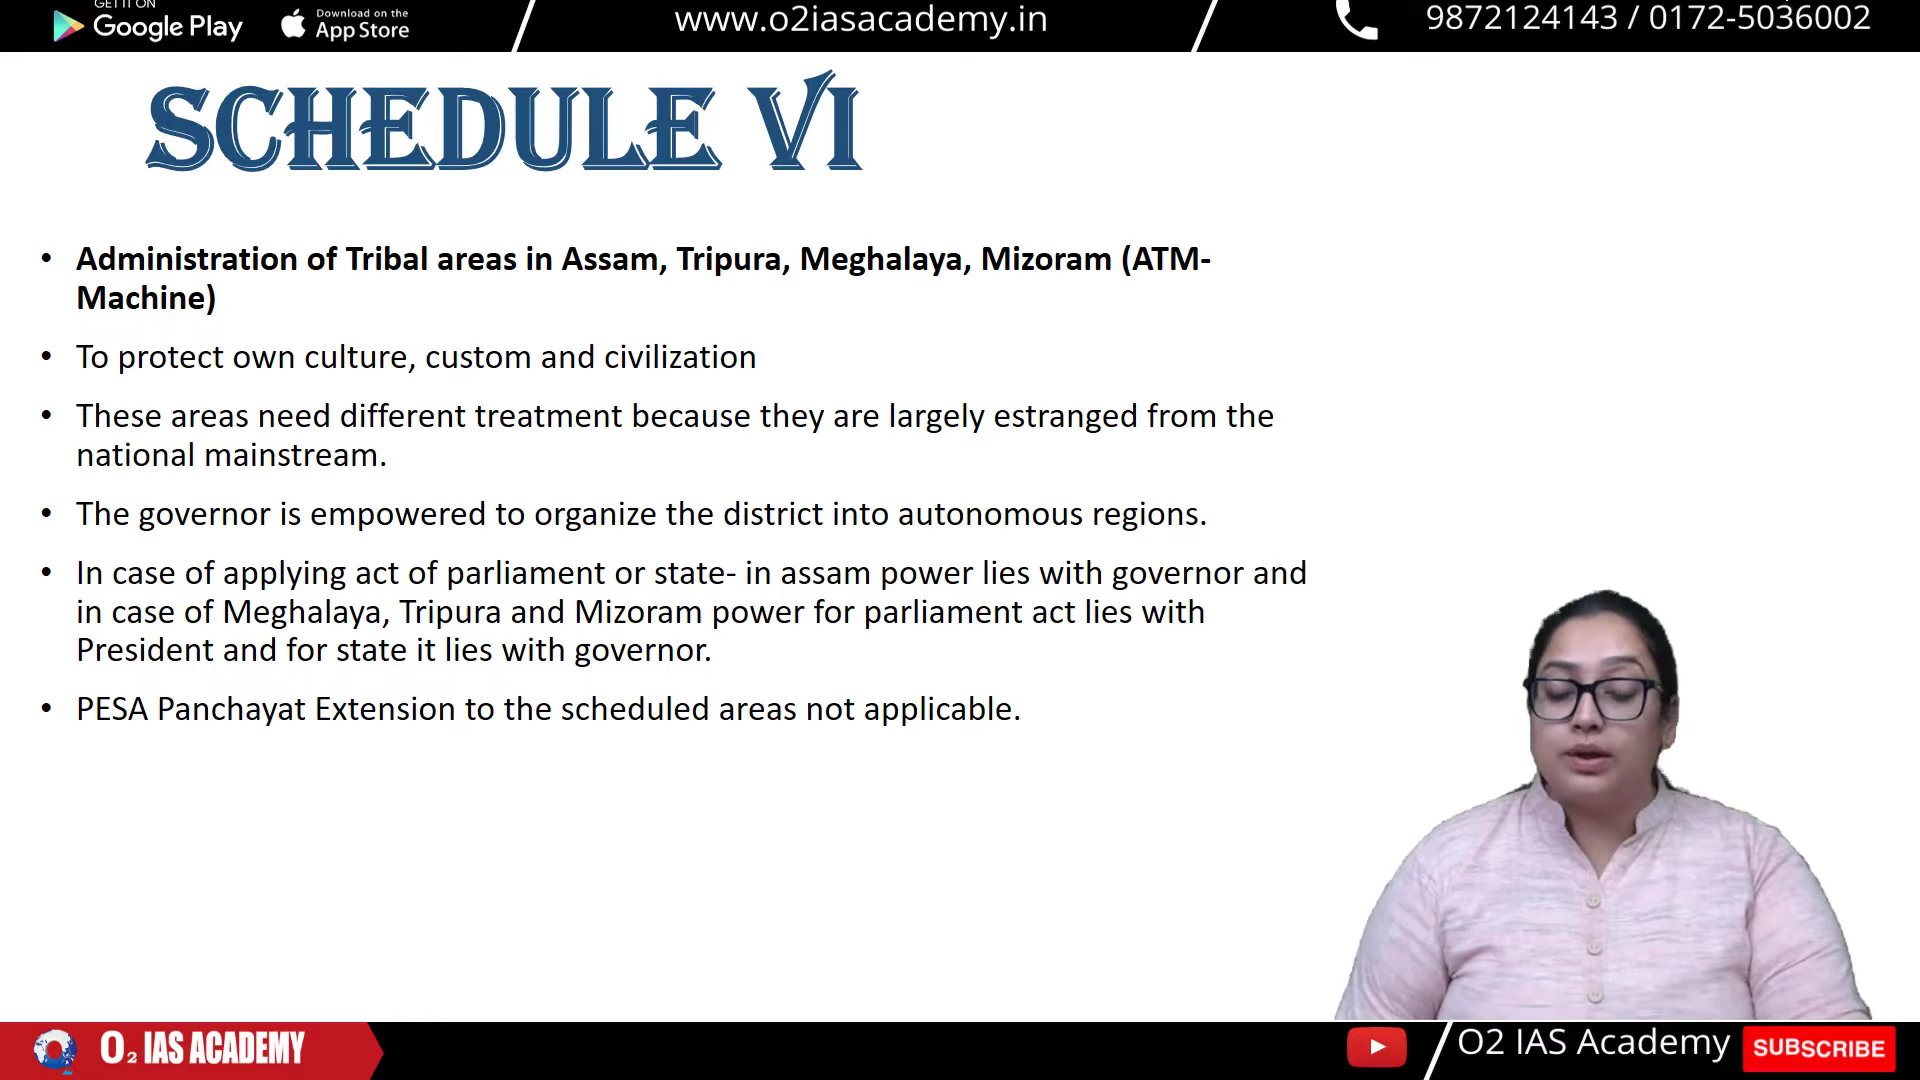 GET IT ON
Google Play
Download on the
App Store
www.o2iasacademy.in
9872124143 / 0172-5036002
SCHEDULE VI
• Administration of Tribal areas in Assam, Tripura, Meghalaya, Mizoram (ATM-
Machine)
• To protect own culture, custom and civilization
• These areas need different treatment because they are largely estranged from the
national mainstream.
• The governor is empowered to organize the district into autonomous regions.
• In case of applying act of parliament or state- in assam power lies with governor and
in case of Meghalaya, Tripura and Mizoram power for parliament act lies with
President and for state it lies with governor.
• PESA Panchayat Extension to the scheduled areas not applicable.
O2 IAS ACADEMY
O2 IAS Academy
SUBSCRIBE